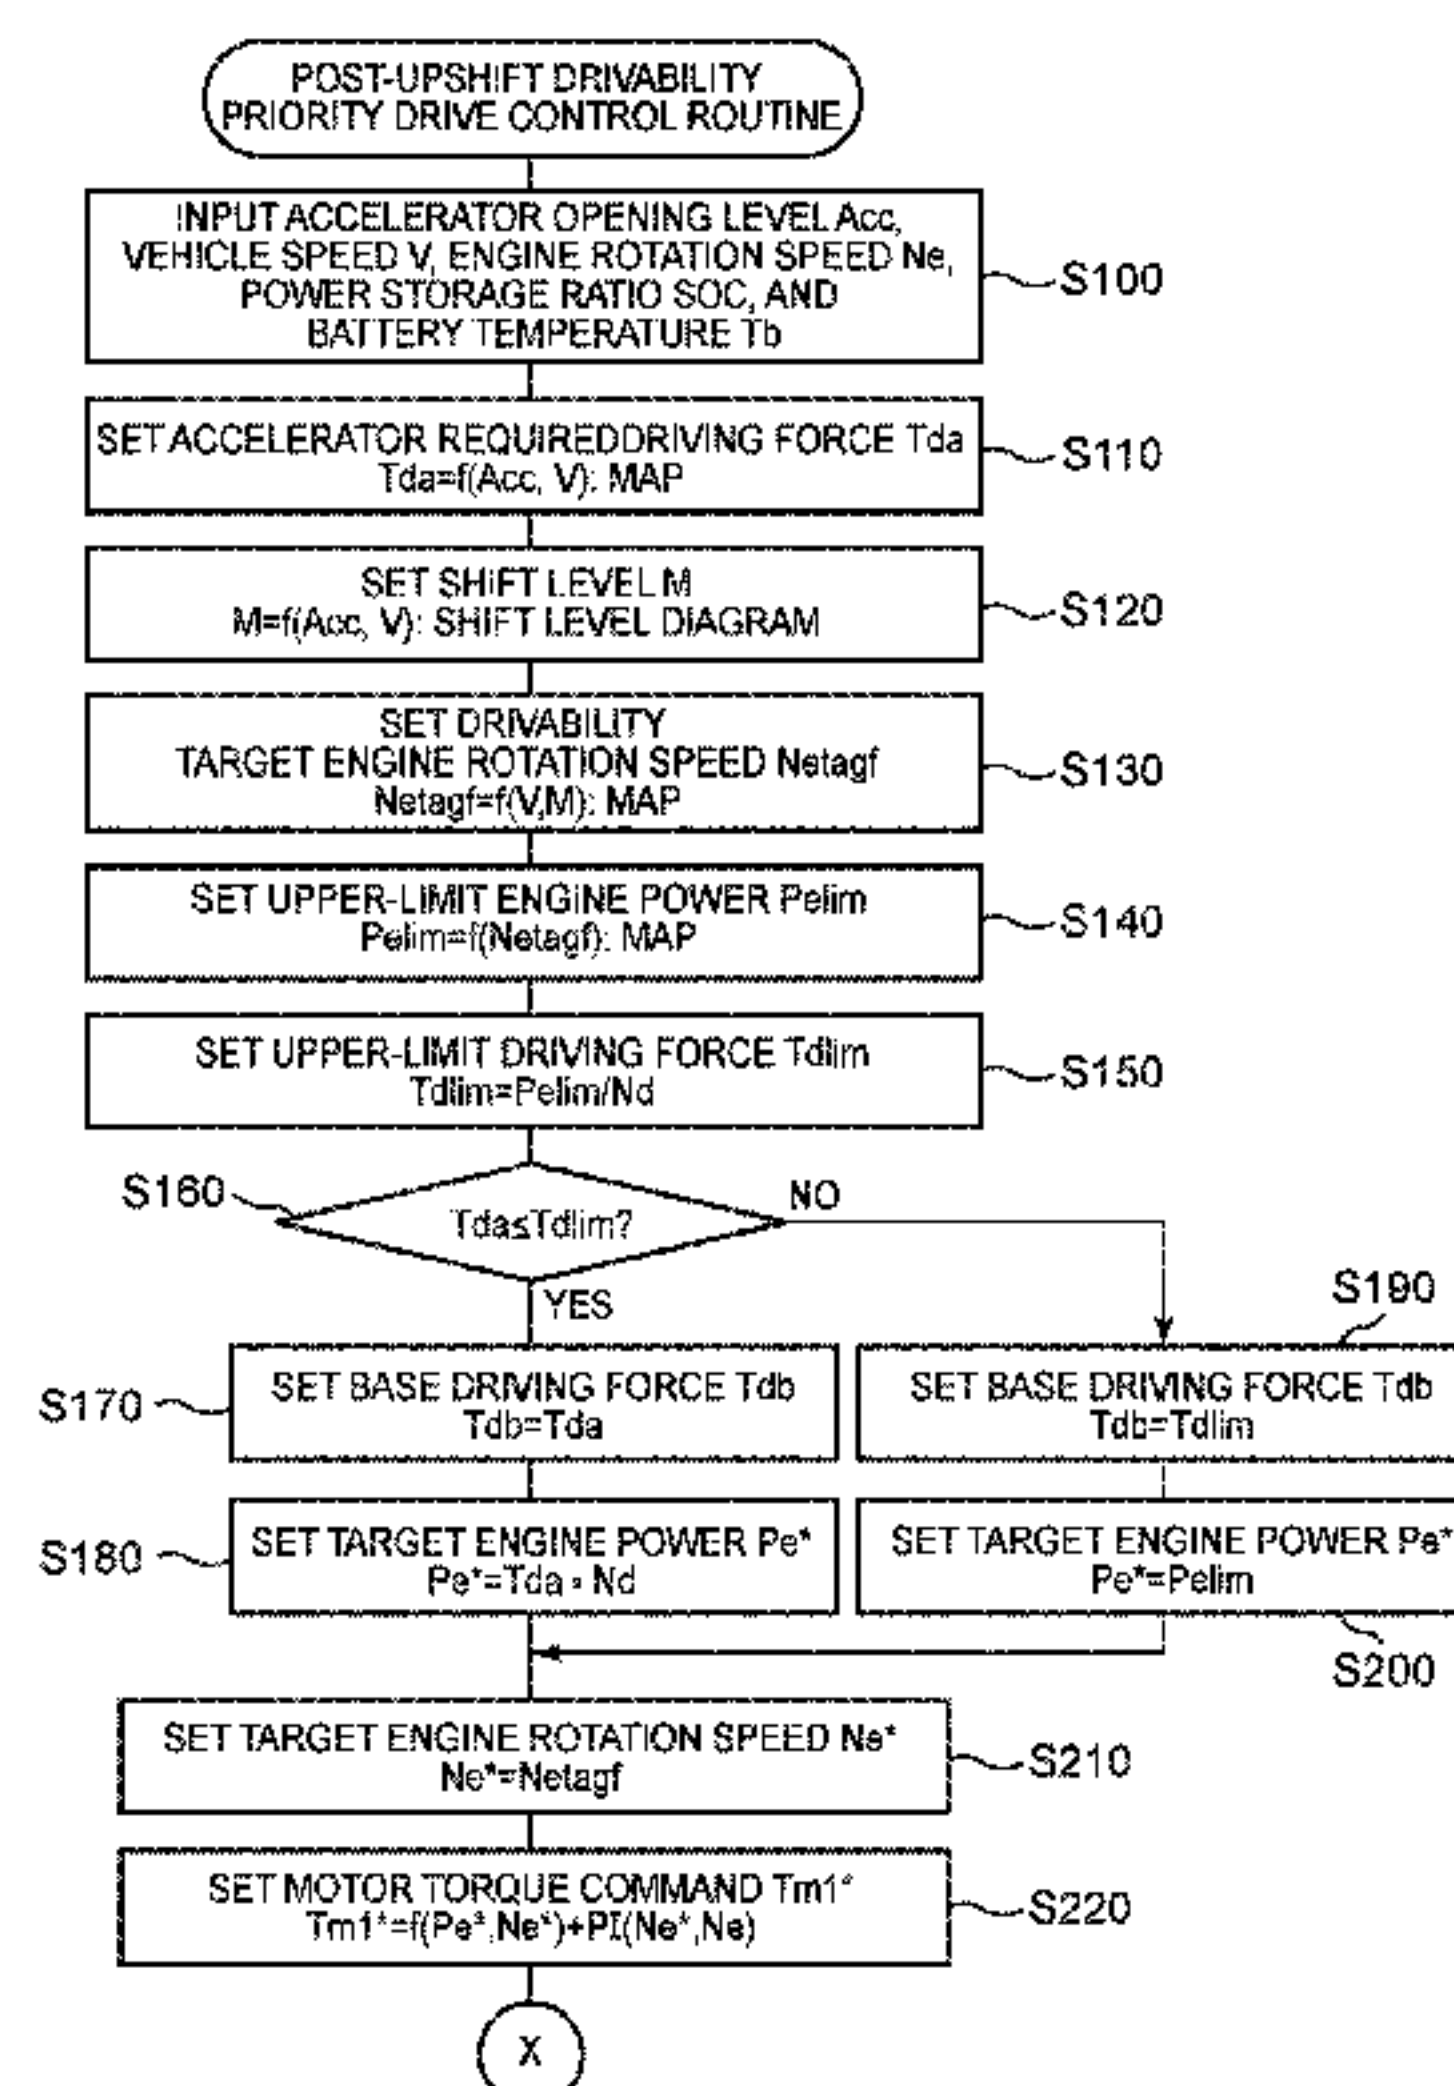 POST-UPSHIFT DRIVABILITY
PRIORITY DRIVE CONTROL ROUTINE
INPUT ACCELERATOR OPENING LEVEL Acc,
VEHICLE SPEED V, ENGINE ROTATION SPEED Ne,
POWER STORAGE RATIO SOC, AND
BATTERY TEMPERATURE Tb
S100
SET ACCELERATOR REQUIRED DRIVING FORCE Tda
Tda=f(Acc, V): MAP
S110
SET SHIFT LEVEL M
M=f(Acc, V): SHIFT LEVEL DIAGRAM
S120
SET DRIVABILITY
TARGET ENGINE ROTATION SPEED Netagf
Netagf=f(V,M): MAP
S130
SET UPPER-LIMIT ENGINE POWER Pelim
Pelim=f(Netagf): MAP
S140
SET UPPER-LIMIT DRIVING FORCE Tdlim
Tdlim=Pelim/Nd
S150
S160
Tda≤Tdlim?
NO
YES
S170
SET BASE DRIVING FORCE Tdb
Tdb=Tda
S190
SET BASE DRIVING FORCE Tdb
Tdb=Tdlim
S180
SET TARGET ENGINE POWER Pe*
Pe*=Tda・Nd
SET TARGET ENGINE POWER Pe*
Pe*=Pelim
S200
SET TARGET ENGINE ROTATION SPEED Ne*
Ne*=Netagf
S210
SET MOTOR TORQUE COMMAND Tm1*
Tm1*=f(Pe*,Ne*)+PI(Ne*,Ne)
S220
X